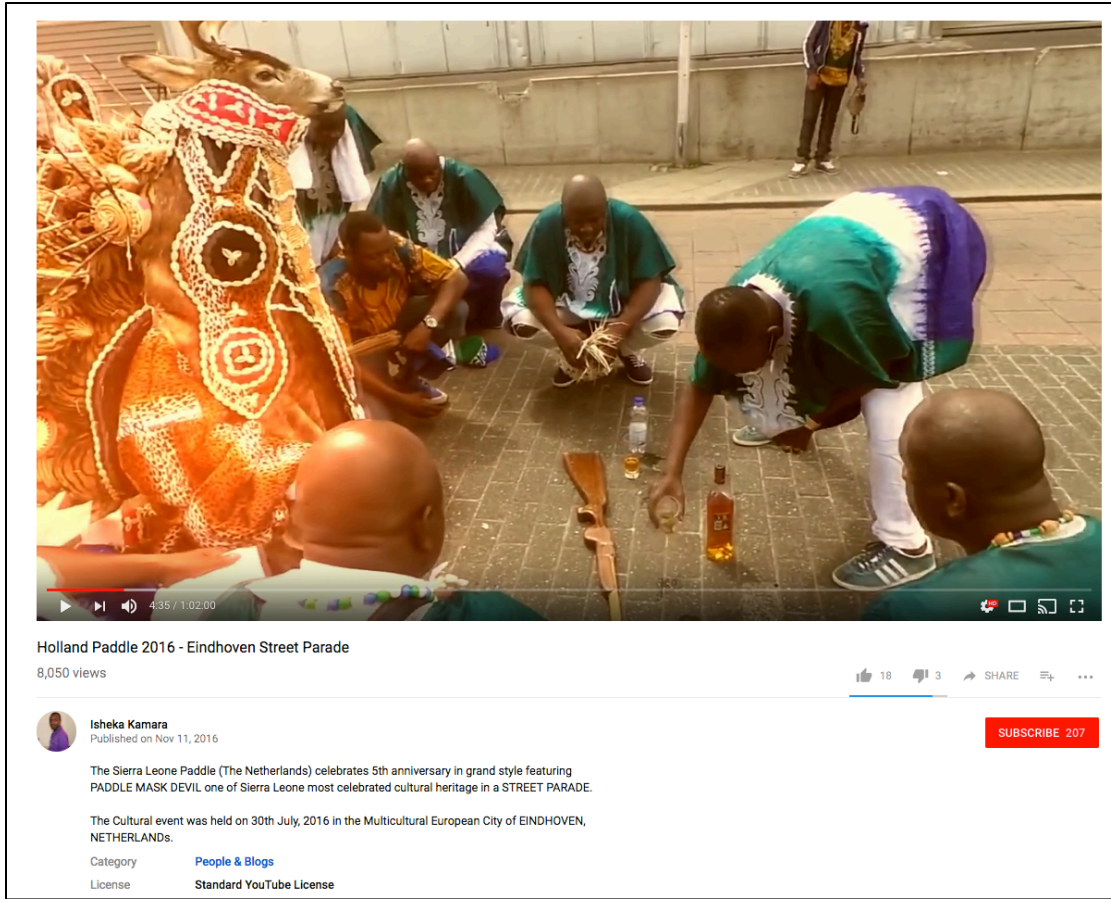 4:35 / 1:02:00
HD
Holland Paddle 2016 - Eindhoven Street Parade
8,050 views
18 3 SHARE
Isheka Kamara
Published on Nov 11, 2016
SUBSCRIBE 207
The Sierra Leone Paddle (The Netherlands) celebrates 5th anniversary in grand style featuring
PADDLE MASK DEVIL one of Sierra Leone most celebrated cultural heritage in a STREET PARADE.
The Cultural event was held on 30th July, 2016 in the Multicultural European City of EINDHOVEN,
NETHERLANDs.
Category People & Blogs
License Standard YouTube License